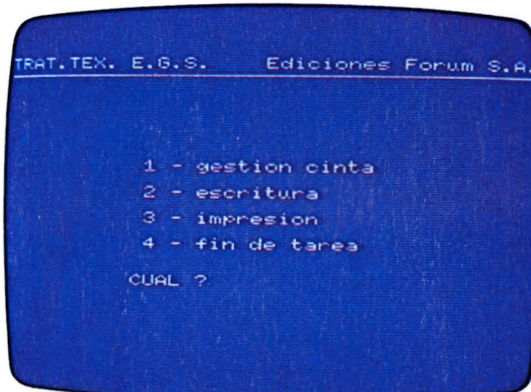 TRAT.TEX. E.G.S. Ediciones Forum S.A.
1 - gestion cinta
2 - escritura
3 - impresion
4 - fin de tarea
CUAL ?